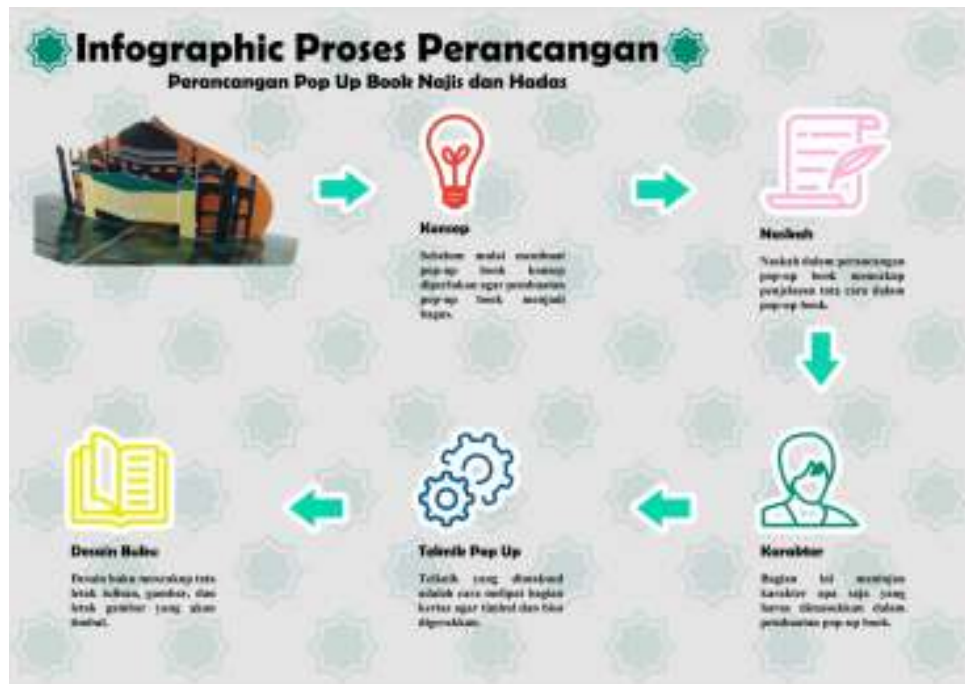 Infographic Proses Perancangan
Perancangan Pop Up Book Najis dan Hadas
Konsep
Sebelum mulai membuat
pop-up book konsep
diperlukan agar pembuatan
pop-up book menjadi
bagus.
Naskah
Naskah dalam perancangan
pop-up book mencakup
penjelasan tata cara dalam
pop-up book.
Karakter
Bagian ini meninjau
karakter apa saja yang
harus dimasukkan dalam
pembuatan pop-up book.
Teknik Pop Up
Teknik yang dimaksud
adalah cara melipat bagian
kertas agar timbul dan bisa
digerakkan.
Desain Buku
Desain buku mencakup tata
letak tulisan, gambar, dan
letak gambar yang akan
timbul.